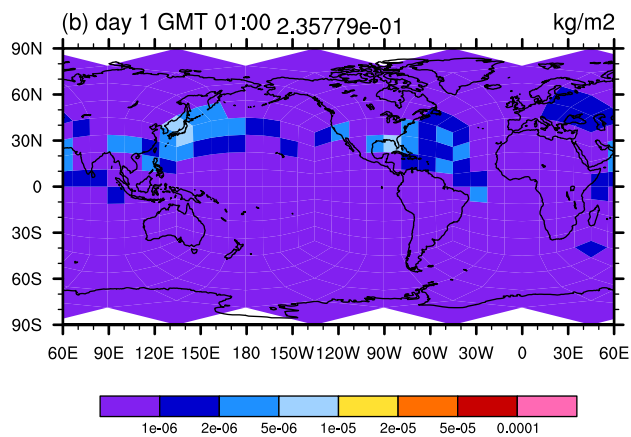 (b) day 1 GMT 01:00 2.35779e-01 kg/m2
90N
60N
30N
0
30S
60S
90S
60E 90E 120E 150E 180 150W 120W 90W 60W 30W 0 30E 60E
1e-06 2e-06 5e-06 1e-05 2e-05 5e-05 0.0001